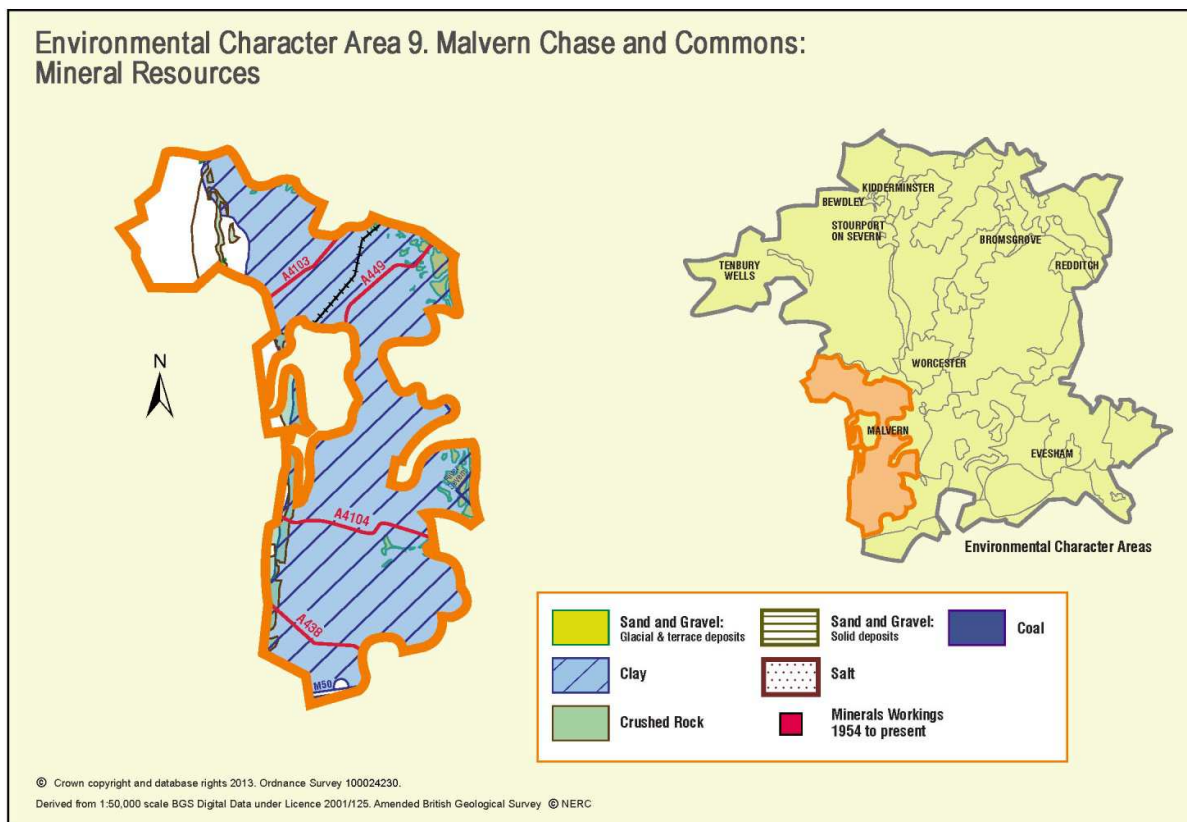 Environmental Character Area 9. Malvern Chase and Commons:
Mineral Resources
A4103
A449
N
A4104
A438
M50
KIDDERMINSTER
BEWDLEY
STOURPORT
ON SEVERN
BROMSGROVE
TENBURY
WELLS
REDDITCH
WORCESTER
MALVERN
EVESHAM
Environmental Character Areas
Sand and Gravel:
Glacial & terrace deposits
Sand and Gravel:
Solid deposits
Coal
Clay
Salt
Crushed Rock
Minerals Workings
1954 to present
© Crown copyright and database rights 2013. Ordnance Survey 100024230.
Derived from 1:50,000 scale BGS Digital Data under Licence 2001/125. Amended British Geological Survey © NERC